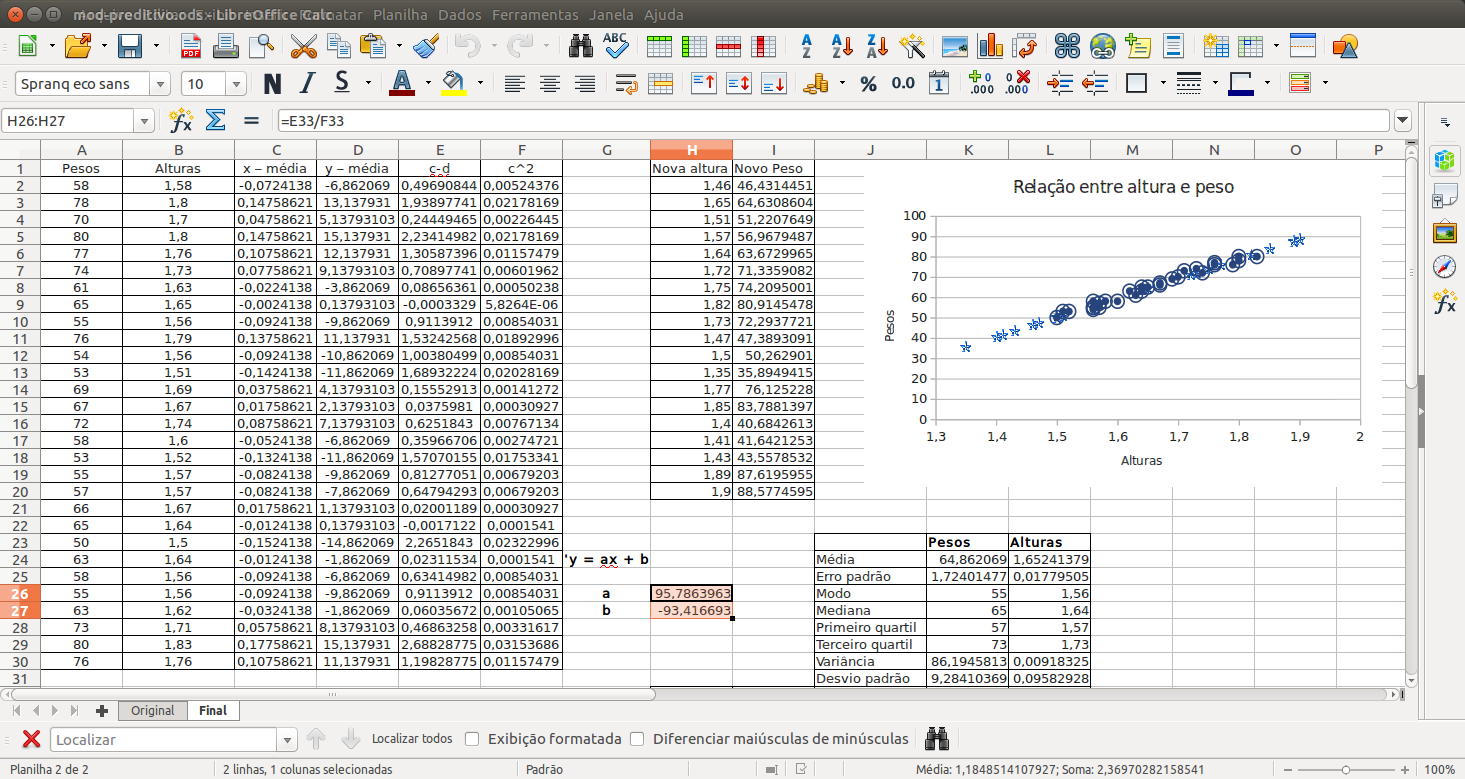 mod-preditivo.ods - LibreOffice Calc Formatar Planilha Dados Ferramentas Janela Ajuda
Spranq eco sans 10
H26:H27 =E33/F33
A B C D E F G H I J K L M N O P
1 Pesos Alturas x – média y – média c-d c^2 Nova altura Novo Peso
2 58 1,58 -0,0724138 -6,862069 0,49690844 0,00524376 1,46 46,4314451
3 78 1,8 0,14758621 13,137931 1,93897741 0,02178169 1,65 64,6308604
4 70 1,7 0,04758621 5,13793103 0,24449465 0,00226445 1,51 51,2207649
5 80 1,8 0,14758621 15,137931 2,23414982 0,02178169 1,57 56,9679487
6 77 1,76 0,10758621 12,137931 1,30587396 0,01157479 1,64 63,6729965
7 74 1,73 0,07758621 9,13793103 0,70897741 0,00601962 1,72 71,3359082
8 61 1,63 -0,0224138 -3,862069 0,08656361 0,00050238 1,75 74,2095001
9 65 1,65 -0,0024138 0,13793103 -0,0003329 5,8264E-06 1,82 80,9145478
10 55 1,56 -0,0924138 -9,862069 0,9113912 0,00854031 1,73 72,2937721
11 76 1,79 0,13758621 11,137931 1,53242568 0,01892996 1,47 47,3893091
12 54 1,56 -0,0924138 -10,862069 1,00380499 0,00854031 1,5 50,262901
13 53 1,51 -0,1424138 -11,862069 1,68932224 0,02028169 1,35 35,8949415
14 69 1,69 0,03758621 4,13793103 0,15552913 0,00141272 1,77 76,125228
15 67 1,67 0,01758621 2,13793103 0,0375981 0,00030927 1,85 83,7881397
16 72 1,74 0,08758621 7,13793103 0,6251843 0,00767134 1,4 40,6842613
17 58 1,6 -0,0524138 -6,862069 0,35966706 0,00274721 1,41 41,6421253
18 53 1,52 -0,1324138 -11,862069 1,57070155 0,01753341 1,43 43,5578532
19 55 1,57 -0,0824138 -9,862069 0,81277051 0,00679203 1,89 87,6195955
20 57 1,57 -0,0824138 -7,862069 0,64794293 0,00679203 1,9 88,5774595
21 66 1,67 0,01758621 1,13793103 0,02001189 0,00030927
22 65 1,64 -0,0124138 0,13793103 -0,0017122 0,0001541
23 50 1,5 -0,1524138 -14,862069 2,2651843 0,02322996 Pesos Alturas
24 63 1,64 -0,0124138 -1,862069 0,02311534 0,0001541 'y = ax + b Média 64,862069 1,65241379
25 58 1,56 -0,0924138 -6,862069 0,63414982 0,00854031 Erro padrão 1,72401477 0,01779505
26 55 1,56 -0,0924138 -9,862069 0,9113912 0,00854031 a 95,7863963 Modo 55 1,56
27 63 1,62 -0,0324138 -1,862069 0,06035672 0,00105065 b -93,416693 Mediana 65 1,64
28 73 1,71 0,05758621 8,13793103 0,46863258 0,00331617 Primeiro quartil 57 1,57
29 80 1,83 0,17758621 15,137931 2,68828775 0,03153686 Terceiro quartil 73 1,73
30 76 1,76 0,10758621 11,137931 1,19828775 0,01157479 Variância 86,1945813 0,00918325
31 Desvio padrão 9,28410369 0,09582928
Relação entre altura e peso
100
90
80
70
60
50
40
30
20
10
0
Pesos
1,3 1,4 1,5 1,6 1,7 1,8 1,9 2
Alturas
Original Final
Localizar Localizar todos Exibição formatada Diferenciar maiúsculas de minúsculas
Planilha 2 de 2 2 linhas, 1 colunas selecionadas Padrão Média: 1,1848514107927; Soma: 2,36970282158541 100%